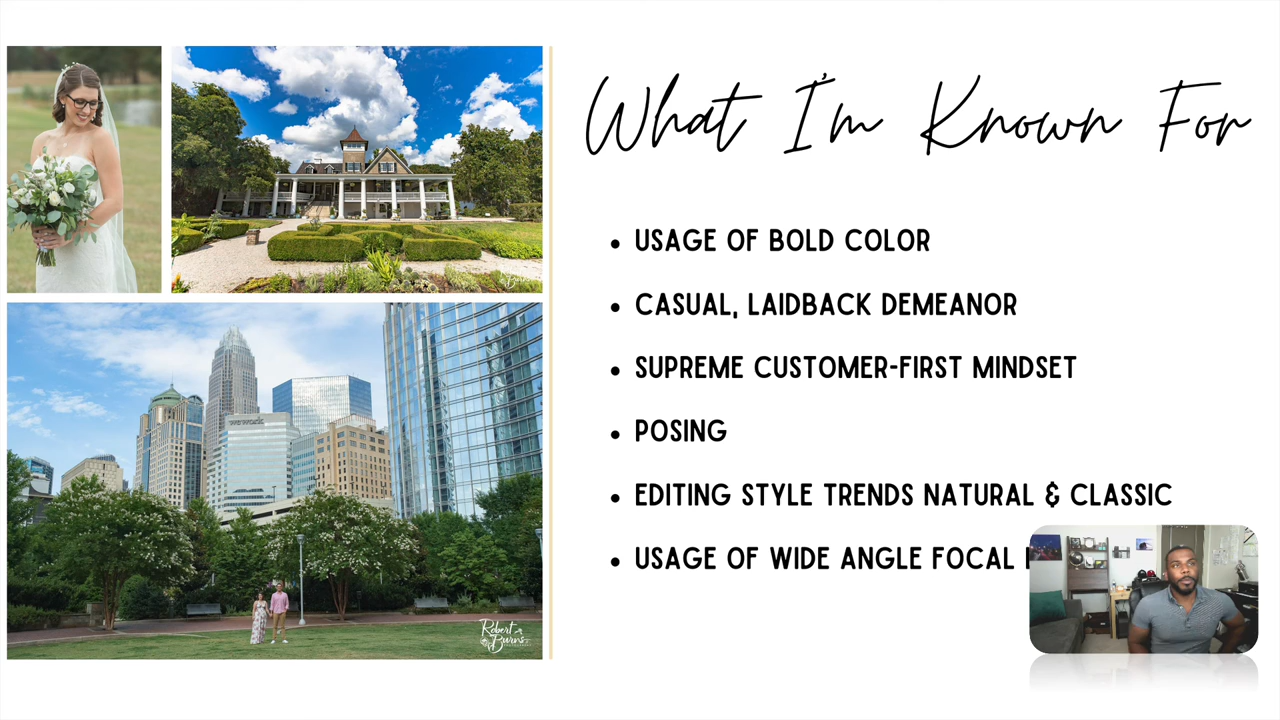 What I'm Known For
USAGE OF BOLD COLOR
CASUAL, LAIDBACK DEMEANOR
SUPREME CUSTOMER-FIRST MINDSET
POSING
EDITING STYLE TRENDS NATURAL & CLASSIC
USAGE OF WIDE ANGLE FOCAL
wework
Robert
Burns